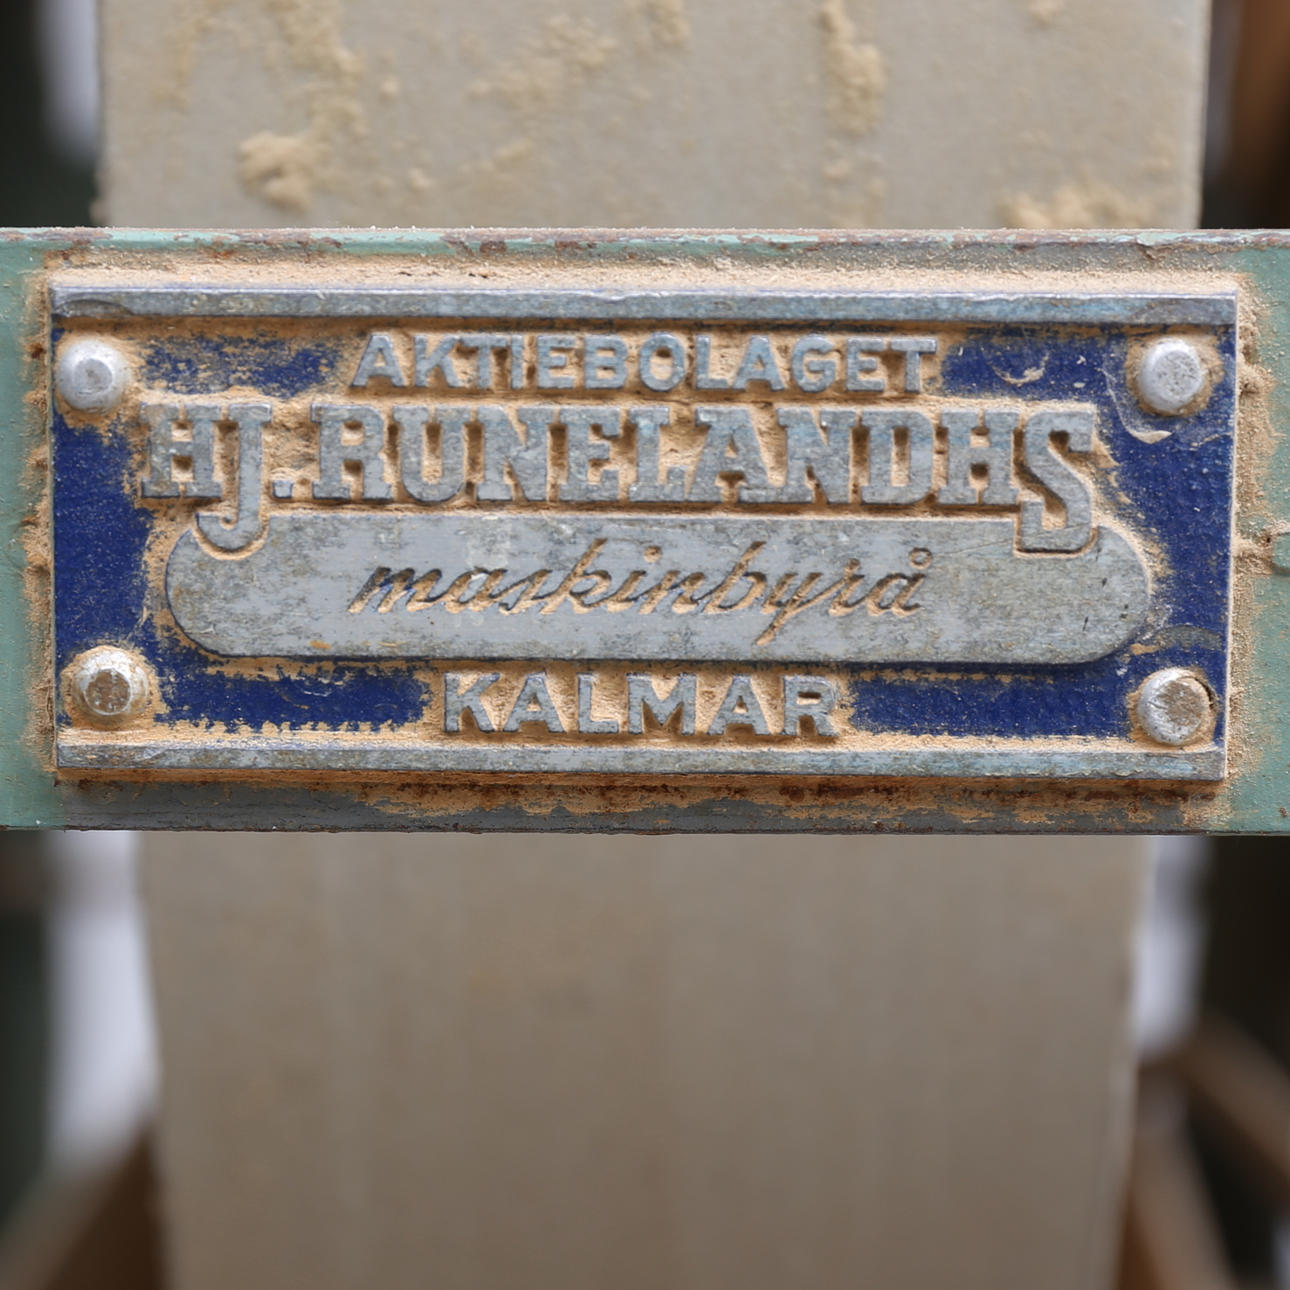 AKTIEBOLAGET
HJ. RUNELANDHS
maskinbyrå
KALMAR